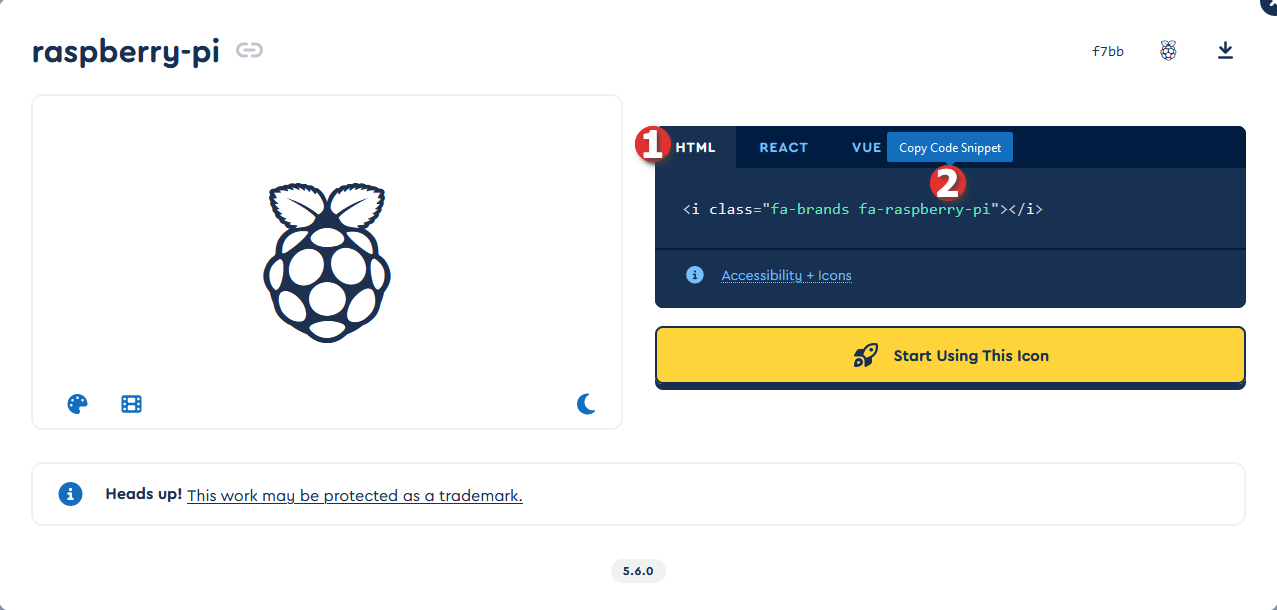 raspberry-pi
f7bb
1
HTML
REACT
VUE
Copy Code Snippet
2
<i class="fa-brands fa-raspberry-pi"></i>
Accessibility + Icons
Start Using This Icon
Heads up! This work may be protected as a trademark.
5.6.0